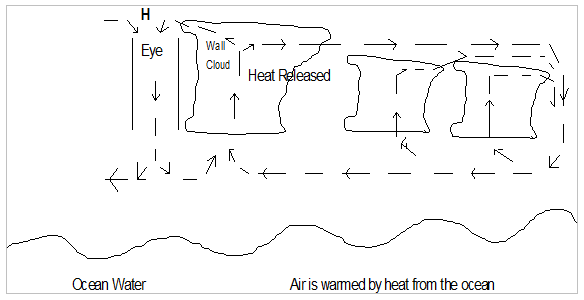 H
Eye
Wall
Cloud
Heat Released
Ocean Water
Air is warmed by heat from the ocean